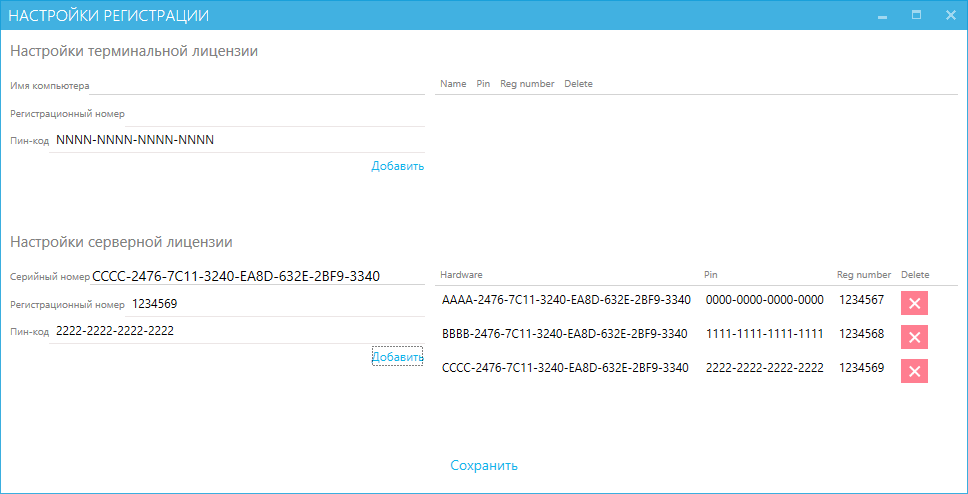 НАСТРОЙКИ РЕГИСТРАЦИИ
Настройки терминальной лицензии
Имя компьютера
Name Pin Reg number Delete
Регистрационный номер
Пин-код NNNN-NNNN-NNNN-NNNN
Добавить
Настройки серверной лицензии
Серийный номер CCCC-2476-7C11-3240-EA8D-632E-2BF9-3340
Регистрационный номер 1234569
Пин-код 2222-2222-2222-2222
Добавить
Hardware Pin Reg number Delete
AAAA-2476-7C11-3240-EA8D-632E-2BF9-3340 0000-0000-0000-0000 1234567
BBBB-2476-7C11-3240-EA8D-632E-2BF9-3340 1111-1111-1111-1111 1234568
CCCC-2476-7C11-3240-EA8D-632E-2BF9-3340 2222-2222-2222-2222 1234569
Сохранить